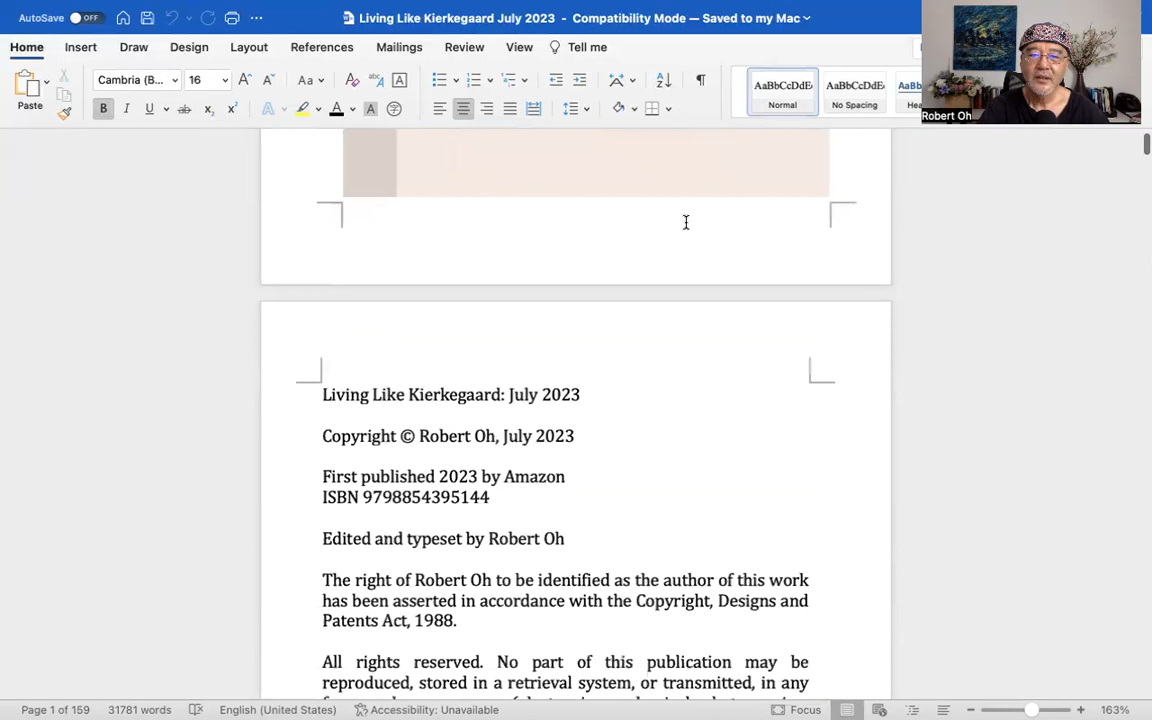 AutoSave OFF Living Like Kierkegaard July 2023 - Compatibility Mode — Saved to my Mac
Home Insert Draw Design Layout References Mailings Review View Tell me
Paste Cambria (B... 16 Aa A AaBbCcDdE AaBbCcDdE AaBb
B I U ab x₂ x² A A A Normal No Spacing Hea
Robert Oh
Living Like Kierkegaard: July 2023
Copyright © Robert Oh, July 2023
First published 2023 by Amazon
ISBN 9798854395144
Edited and typeset by Robert Oh
The right of Robert Oh to be identified as the author of this work
has been asserted in accordance with the Copyright, Designs and
Patents Act, 1988.
All rights reserved. No part of this publication may be
reproduced, stored in a retrieval system, or transmitted, in any
Page 1 of 159 31781 words English (United States) Accessibility: Unavailable Focus 163%